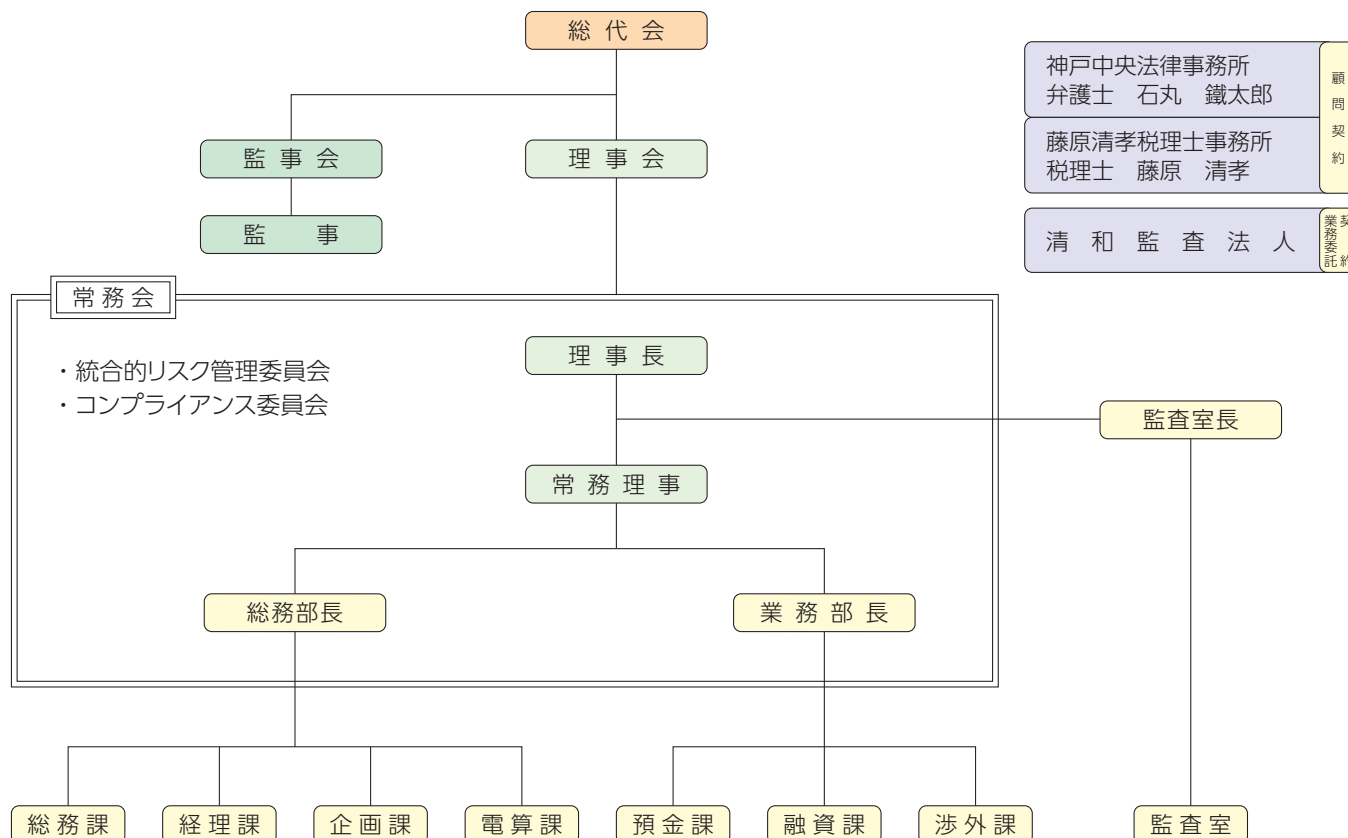 総代会
神戸中央法律事務所
弁護士　石丸　鐵太郎
顧問契約
藤原清孝税理士事務所
税理士　藤原　清孝
清和監査法人
業務委託契約
監事会
理事会
監事
常務会
・統合的リスク管理委員会
・コンプライアンス委員会
理事長
監査室長
常務理事
総務部長
業務部長
総務課
経理課
企画課
電算課
預金課
融資課
渉外課
監査室